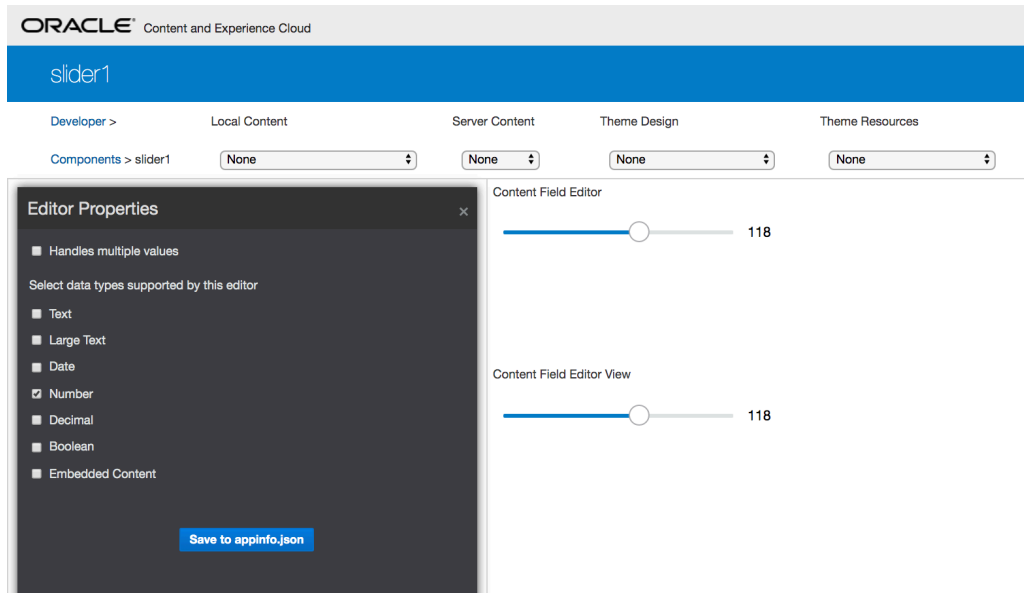 ORACLE® Content and Experience Cloud
slider1
Developer > Local Content Server Content Theme Design Theme Resources
Components > slider1 None None None None
Editor Properties ×
Handles multiple values
Select data types supported by this editor
Text
Large Text
Date
Number
Decimal
Boolean
Embedded Content
Save to appinfo.json
Content Field Editor
118
Content Field Editor View
118